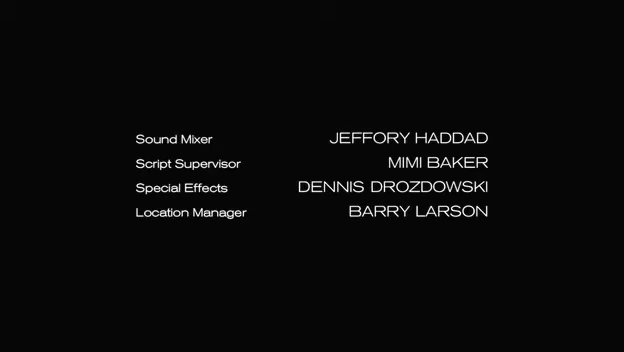 Sound Mixer JEFFORY HADDAD
Script Supervisor MIMI BAKER
Special Effects DENNIS DROZDOWSKI
Location Manager BARRY LARSON